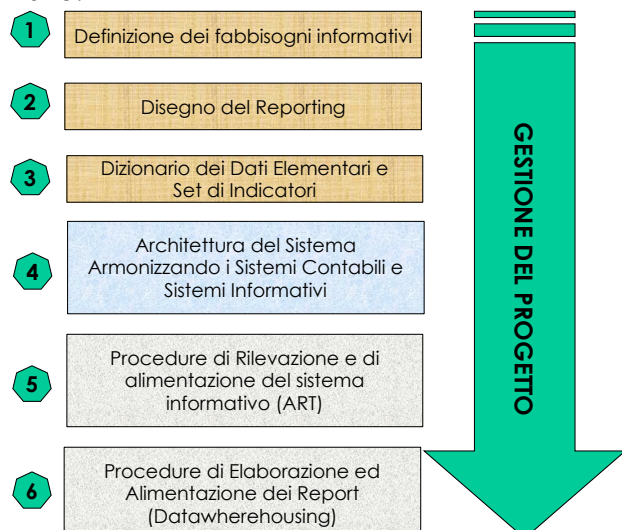 1
Definizione dei fabbisogni informativi
2
Disegno del Reporting
3
Dizionario dei Dati Elementari e
Set di Indicatori
4
Architettura del Sistema
Armonizzando i Sistemi Contabili e
Sistemi Informativi
5
Procedure di Rilevazione e di
alimentazione del sistema
informativo (ART)
6
Procedure di Elaborazione ed
Alimentazione dei Report
(Datawherehousing)
GESTIONE DEL PROGETTO